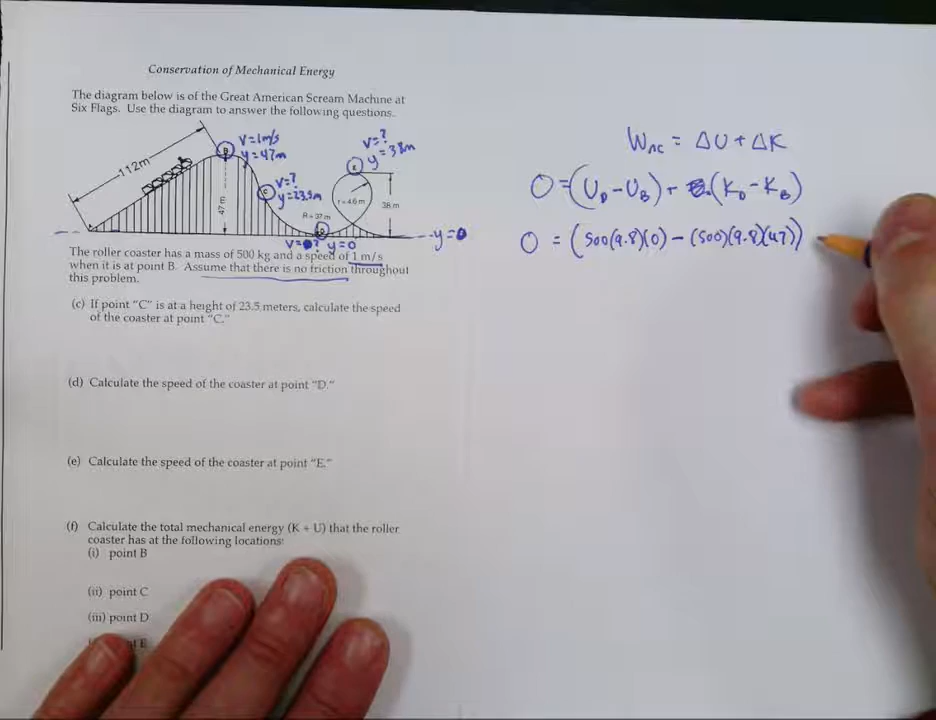 Conservation of Mechanical Energy
The diagram below is of the Great American Scream Machine at
Six Flags. Use the diagram to answer the following questions.
112m
B
V=1m/s
y=47m
47 m
C
V=?
y=23.5m
R=37 m
D
V=0? y=0
V=?
y=38m
E
r=4.6 m
38 m
y=0
The roller coaster has a mass of 500 kg and a speed of 1 m/s
when it is at point B. Assume that there is no friction throughout
this problem.
(c) If point "C" is at a height of 23.5 meters, calculate the speed
of the coaster at point "C."
(d) Calculate the speed of the coaster at point "D."
(e) Calculate the speed of the coaster at point "E."
(f) Calculate the total mechanical energy (K + U) that the roller
coaster has at the following locations:
(i) point B
(ii) point C
(iii) point D
E
Wnc = ΔU + ΔK
0 = (UD - UB) + (KD - KB)
0 = (500(9.8)(0) - (500)(9.8)(47))